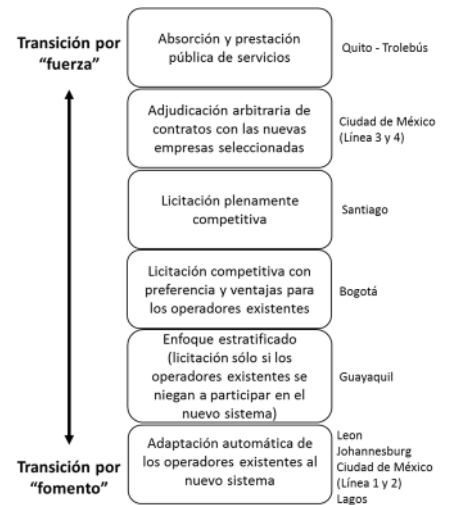 Transición por
“fuerza”
Absorción y prestación
pública de servicios
Quito - Trolebús
Adjudicación arbitraria de
contratos con las nuevas
empresas seleccionadas
Ciudad de México
(Línea 3 y 4)
Licitación plenamente
competitiva
Santiago
Licitación competitiva con
preferencia y ventajas para
los operadores existentes
Bogotá
Enfoque estratificado
(licitación sólo si los
operadores existentes se
niegan a participar en el
nuevo sistema)
Guayaquil
Adaptación automática de
los operadores existentes al
nuevo sistema
Leon
Johannesburg
Ciudad de México
(Línea 1 y 2)
Lagos
Transición por
“fomento”